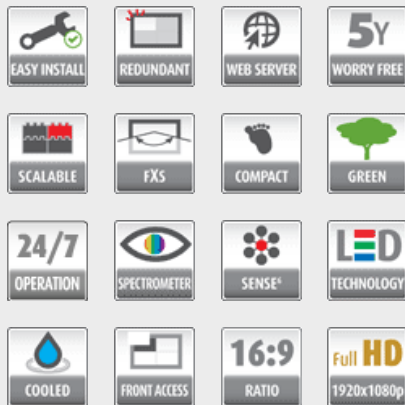 EASY INSTALL
REDUNDANT
WEB SERVER
5Y
WORRY FREE
SCALABLE
FXS
COMPACT
GREEN
24/7
OPERATION
SPECTROMETER
SENSE⁶
LED
TECHNOLOGY
COOLED
FRONT ACCESS
16:9
RATIO
Full HD
1920x1080p